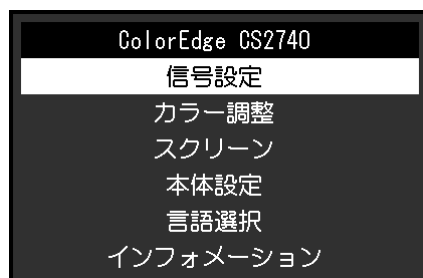 ColorEdge CS2740
信号設定
カラー調整
スクリーン
本体設定
言語選択
インフォメーション